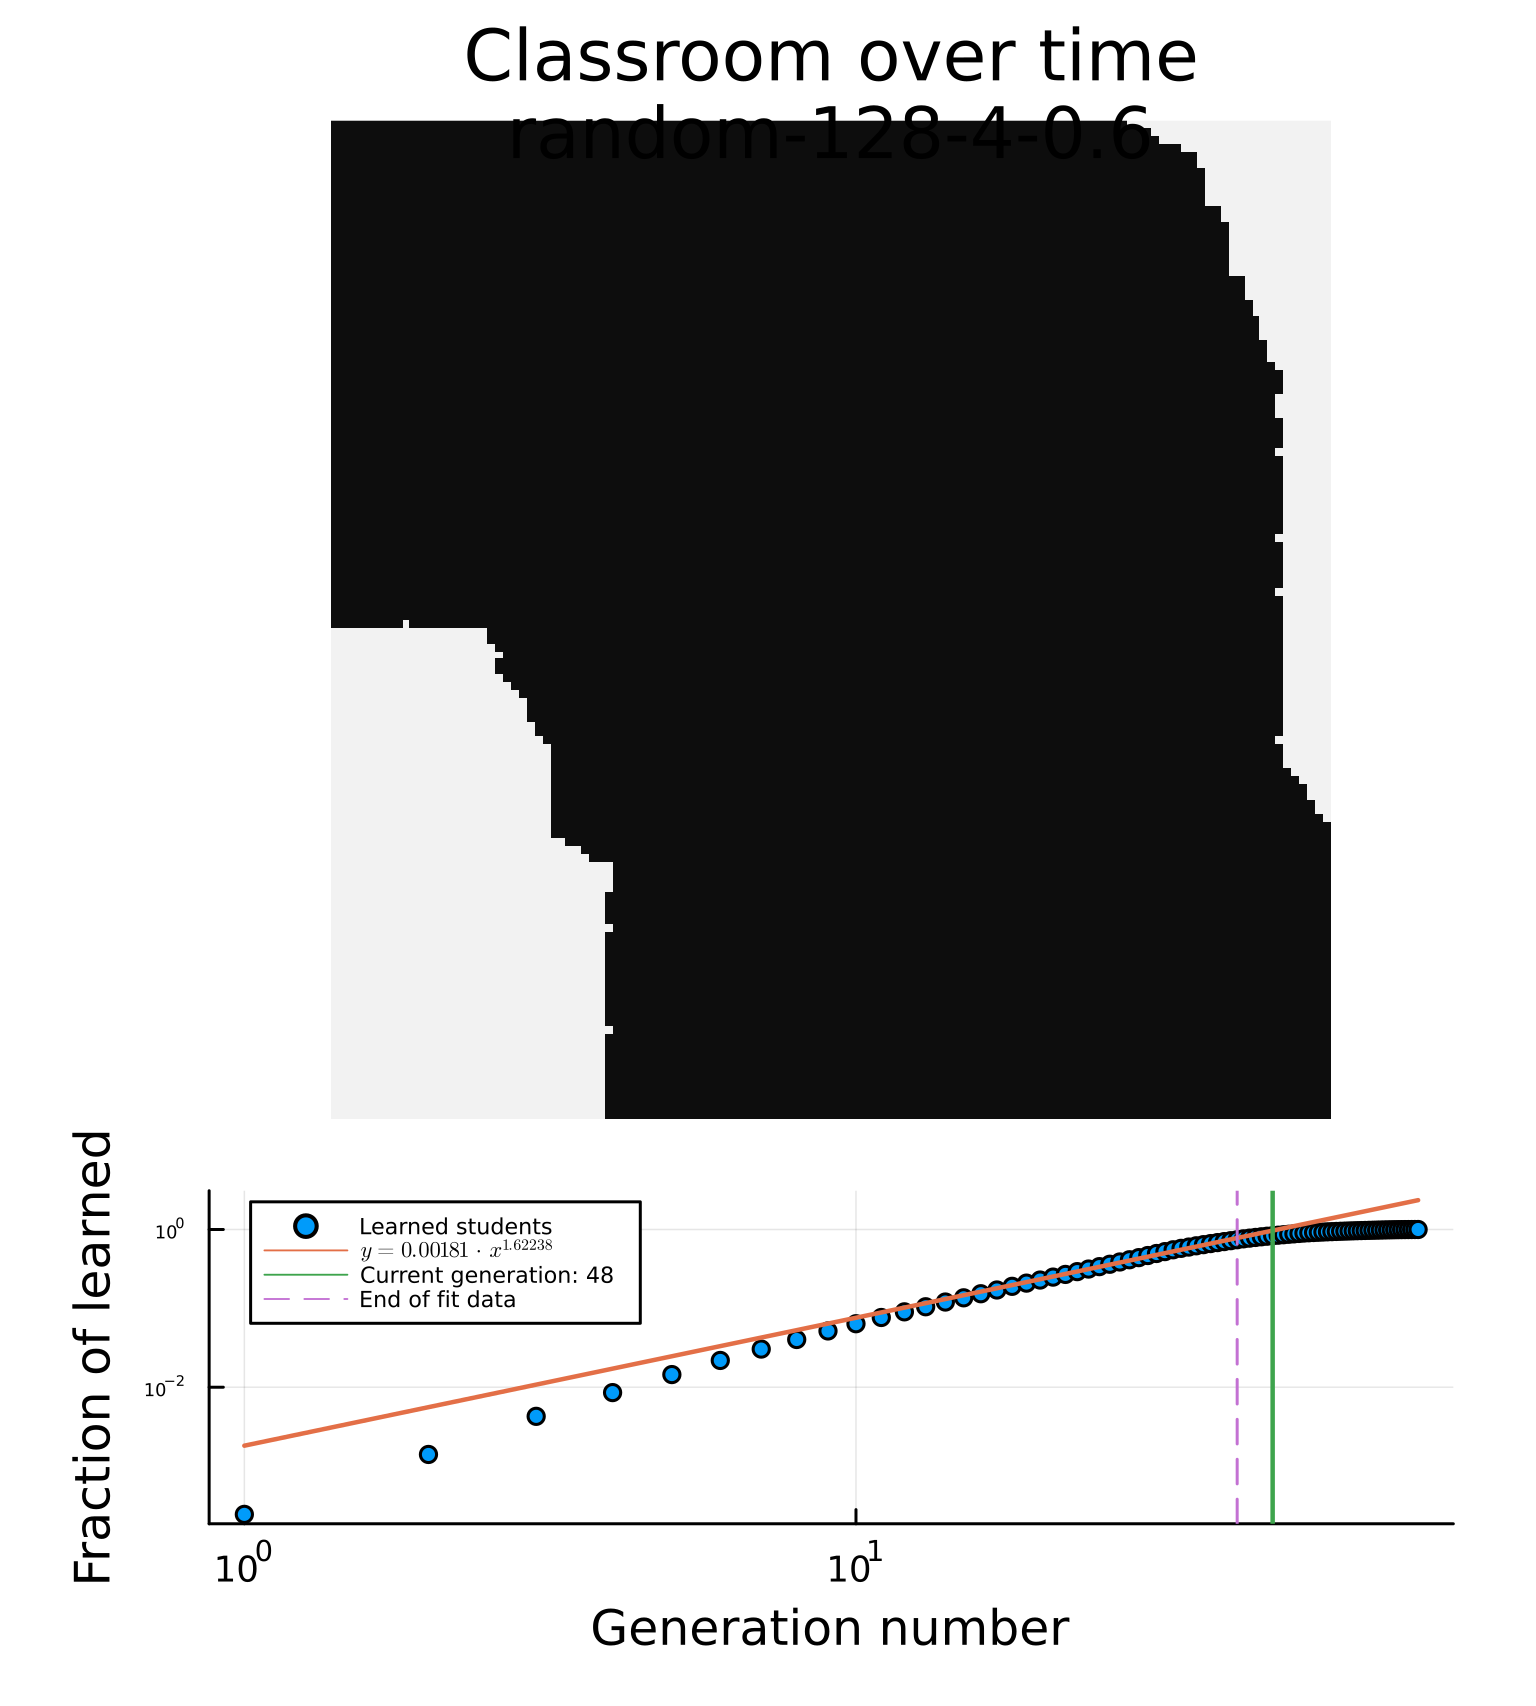 Classroom over time
random-128-4-0.6
Fraction of learned
10⁰
10⁻²
Learned students
y = 0.00181 · x^1.62238
Current generation: 48
End of fit data
10⁰
10¹
Generation number